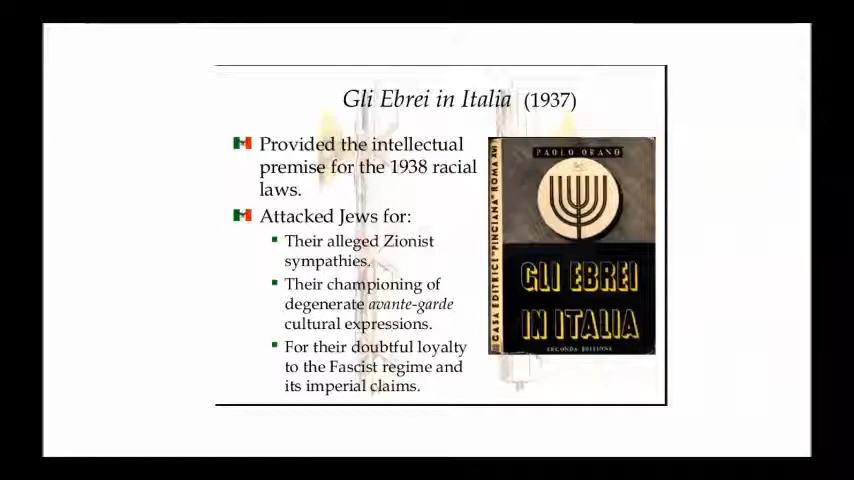 Gli Ebrei in Italia (1937)
Provided the intellectual
premise for the 1938 racial
laws.
Attacked Jews for:
Their alleged Zionist
sympathies.
Their championing of
degenerate avante-garde
cultural expressions.
For their doubtful loyalty
to the Fascist regime and
its imperial claims.
CASA EDITRICE "PINCIANA" ROMA XVI
PAOLO ORANO
GLI EBREI
IN ITALIA
SECONDA EDIZIONE